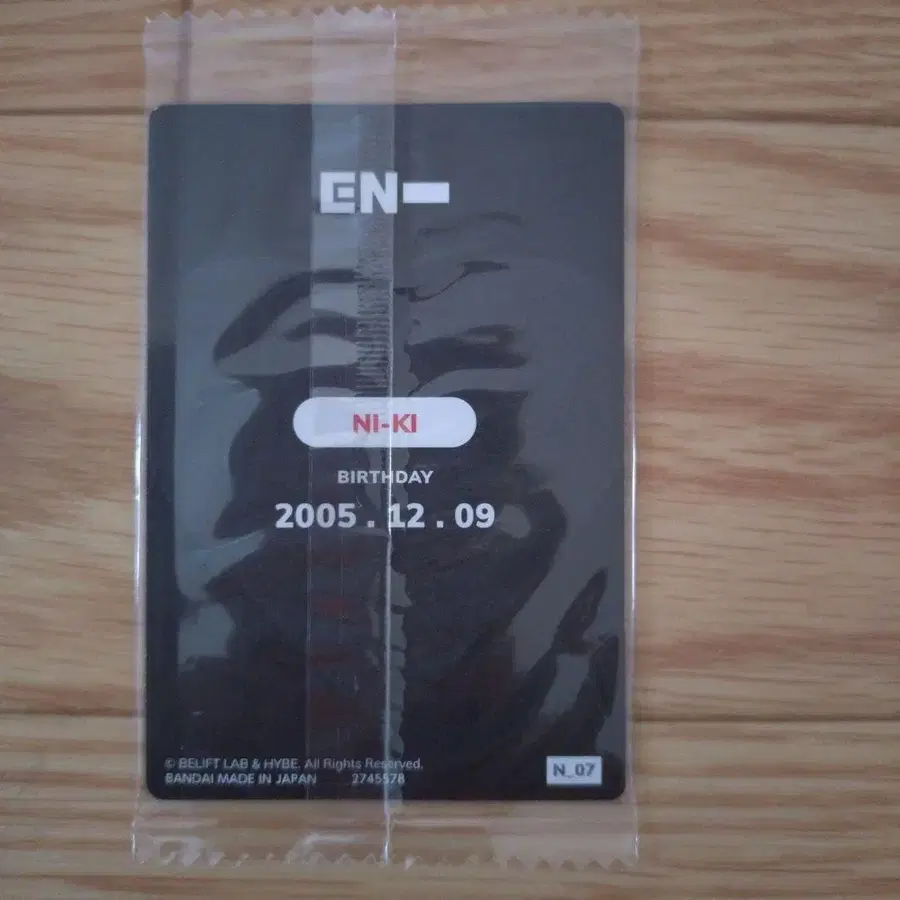 EN-
NI-KI
BIRTHDAY
2005 . 12 . 09
© BELIFT LAB & HYBE. All Rights Reserved.
BANDAI MADE IN JAPAN 2745578
N_07